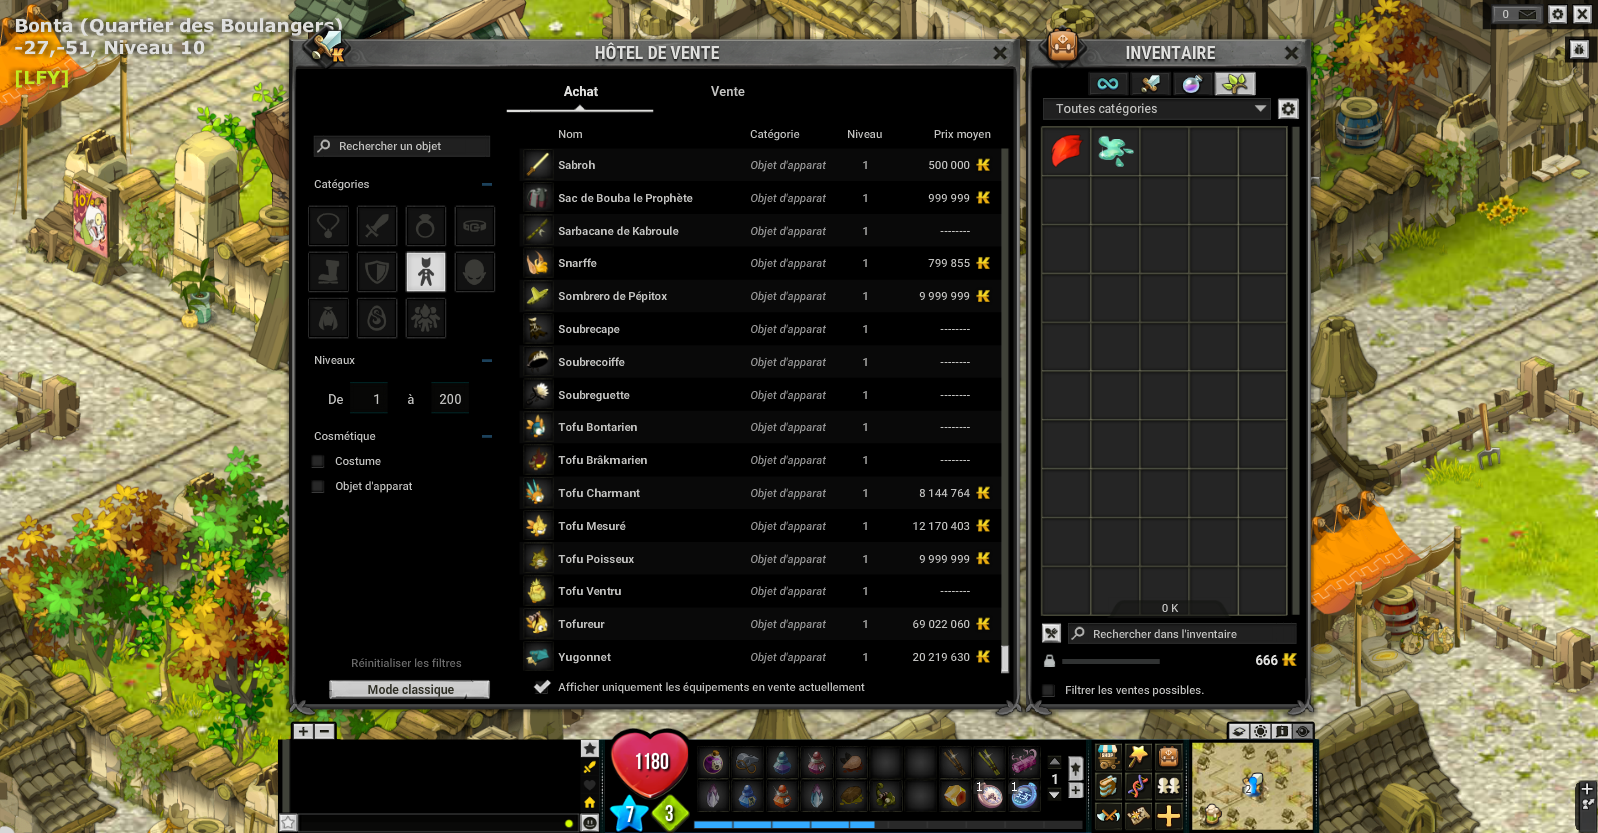 Bonta (Quartier des Boulangers)
-27,-51, Niveau 10
[LFY]
0
HÔTEL DE VENTE
INVENTAIRE
Achat
Vente
Toutes catégories
Rechercher un objet
Catégories
Niveaux
De 1 à 200
Cosmétique
Costume
Objet d'apparat
Réinitialiser les filtres
Mode classique
Nom Catégorie Niveau Prix moyen
Sabroh Objet d'apparat 1 500 000
Sac de Bouba le Prophète Objet d'apparat 1 999 999
Sarbacane de Kabroule Objet d'apparat 1 --------
Snarffe Objet d'apparat 1 799 855
Sombrero de Pépitox Objet d'apparat 1 9 999 999
Soubrecape Objet d'apparat 1 --------
Soubrecoiffe Objet d'apparat 1 --------
Soubreguette Objet d'apparat 1 --------
Tofu Bontarien Objet d'apparat 1 --------
Tofu Brâkmarien Objet d'apparat 1 --------
Tofu Charmant Objet d'apparat 1 8 144 764
Tofu Mesuré Objet d'apparat 1 12 170 403
Tofu Poisseux Objet d'apparat 1 9 999 999
Tofu Ventru Objet d'apparat 1 --------
Tofureur Objet d'apparat 1 69 022 060
Yugonnet Objet d'apparat 1 20 219 630
Afficher uniquement les équipements en vente actuellement
0 K
Rechercher dans l'inventaire
666
Filtrer les ventes possibles.
10%
1180
7
3
1
1
1
2